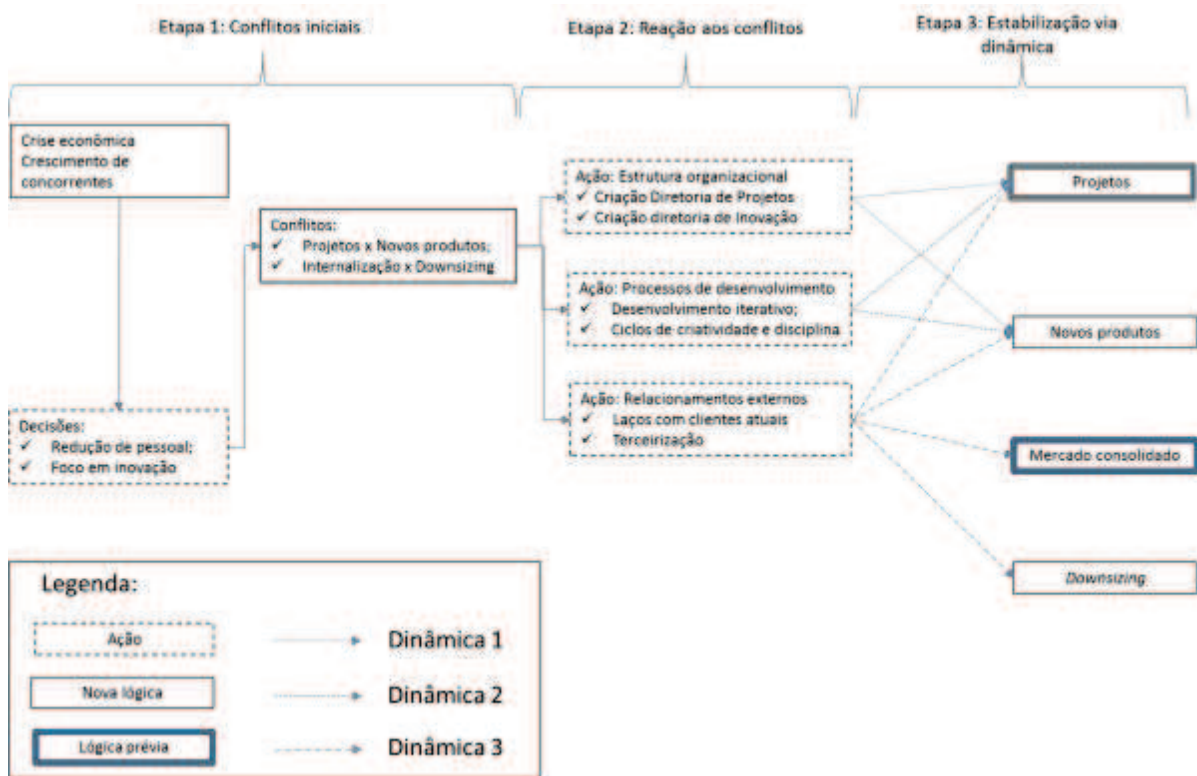 Etapa 1: Conflitos iniciais
Etapa 2: Reação aos conflitos
Etapa 3: Estabilização via
dinâmica
Crise econômica
Crescimento de
concorrentes
Decisões:
✓ Redução de pessoal;
✓ Foco em inovação
Conflitos:
✓ Projetos x Novos produtos;
✓ Internalização x Downsizing
Ação: Estrutura organizacional
✓ Criação Diretoria de Projetos
✓ Criação diretoria de Inovação
Ação: Processos de desenvolvimento
✓ Desenvolvimento iterativo;
✓ Ciclos de criatividade e disciplina
Ação: Relacionamentos externos
✓ Laços com clientes atuais
✓ Terceirização
Projetos
Novos produtos
Mercado consolidado
Downsizing
Legenda:
Ação
Dinâmica 1
Nova lógica
Dinâmica 2
Lógica prévia
Dinâmica 3